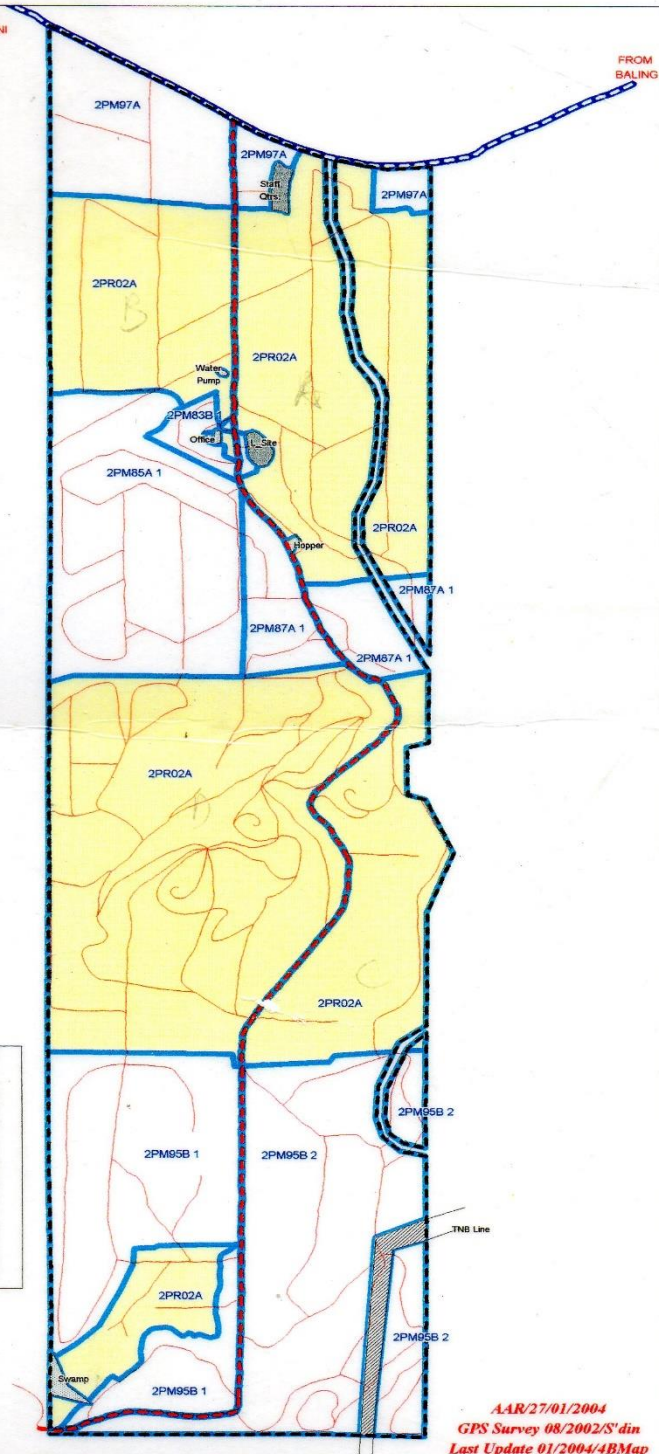 NI
FROM
BALING
2PM97A
2PM97A
Staff
Qtrs.
2PM97A
2PR02A
B
2PR02A
A
Water
Pump
2PM83B 1
Office
L_Site
2PM85A 1
2PR02A
Hopper
2PM87A 1
2PM87A 1
2PM87A 1
2PR02A
D
C
2PR02A
2PM95B 2
2PM95B 1
2PM95B 2
TNB Line
2PR02A
2PM95B 2
Swamp
2PM95B 1
AAR/27/01/2004
GPS Survey 08/2002/S'din
Last Update 01/2004/4BMap